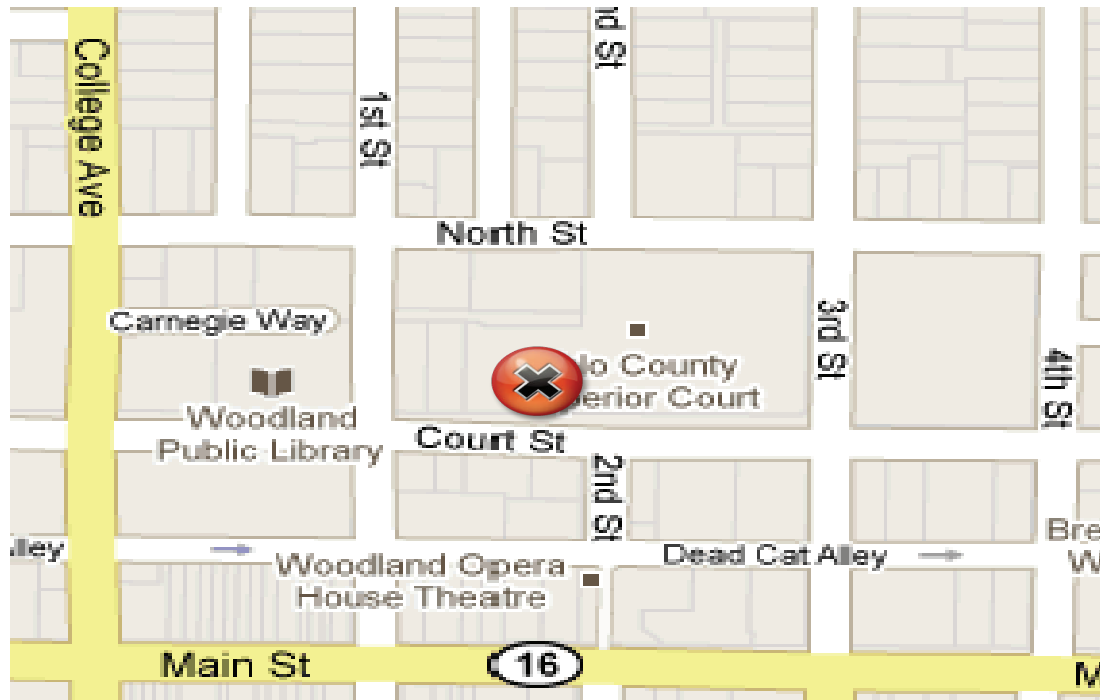 College Ave
1st St
nd St
North St
Carnegie Way
3rd St
4th St
lo County
erior Court
Woodland
Public Library
Court St
2nd St
lley
Woodland Opera
House Theatre
Dead Cat Alley
Bre
W
Main St
16
M